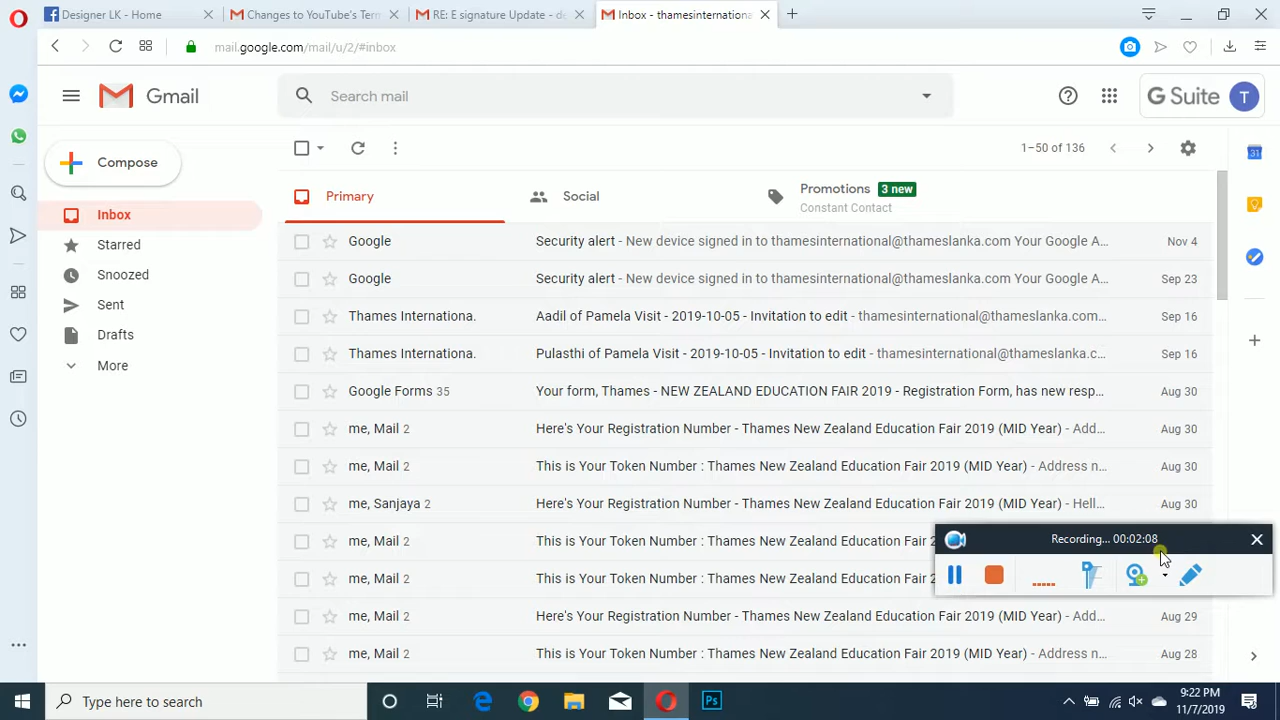 Designer LK - Home
Changes to YouTube's Term
RE: E signature Update - de
Inbox - thamesinternationa
mail.google.com/mail/u/2/#inbox
Gmail
Search mail
G Suite
T
Compose
1–50 of 136
Inbox
Starred
Snoozed
Sent
Drafts
More
Primary
Social
Promotions 3 new
Constant Contact
Google Security alert - New device signed in to thamesinternational@thameslanka.com Your Google A... Nov 4
Google Security alert - New device signed in to thamesinternational@thameslanka.com Your Google A... Sep 23
Thames Internationa. Aadil of Pamela Visit - 2019-10-05 - Invitation to edit - thamesinternational@thameslanka.com... Sep 16
Thames Internationa. Pulasthi of Pamela Visit - 2019-10-05 - Invitation to edit - thamesinternational@thameslanka.c... Sep 16
Google Forms 35 Your form, Thames - NEW ZEALAND EDUCATION FAIR 2019 - Registration Form, has new resp... Aug 30
me, Mail 2 Here's Your Registration Number - Thames New Zealand Education Fair 2019 (MID Year) - Add... Aug 30
me, Mail 2 This is Your Token Number : Thames New Zealand Education Fair 2019 (MID Year) - Address n... Aug 30
me, Sanjaya 2 Here's Your Registration Number - Thames New Zealand Education Fair 2019 (MID Year) - Hell... Aug 30
me, Mail 2 This is Your Token Number : Thames New Zealand Education Fair 2
me, Mail 2 This is Your Token Number : Thames New Zealand Education Fair 2
me, Mail 2 Here's Your Registration Number - Thames New Zealand Education Fair 2019 (MID Year) - Add... Aug 29
me, Mail 2 This is Your Token Number : Thames New Zealand Education Fair 2019 (MID Year) - Address n... Aug 28
Recording... 00:02:08
31
Type here to search
Ps
9:22 PM
11/7/2019